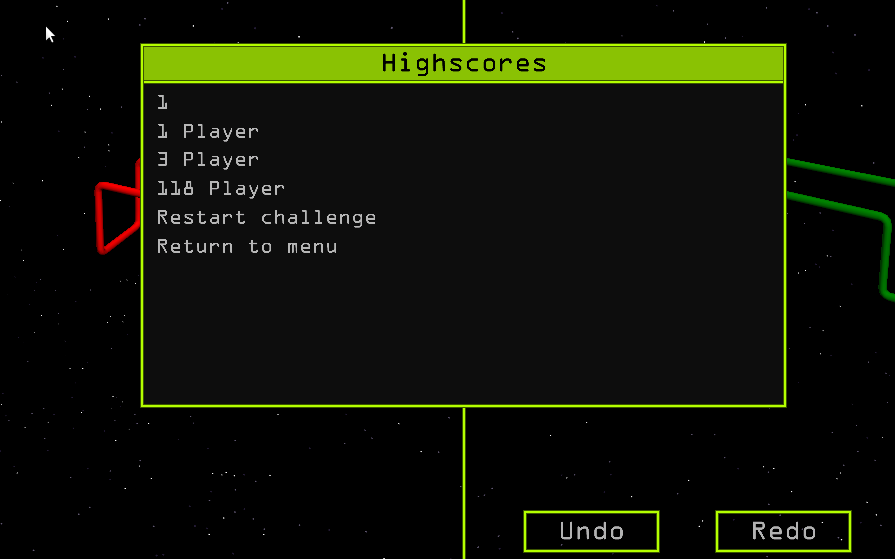 Highscores
1
1 Player
3 Player
118 Player
Restart challenge
Return to menu
Undo
Redo